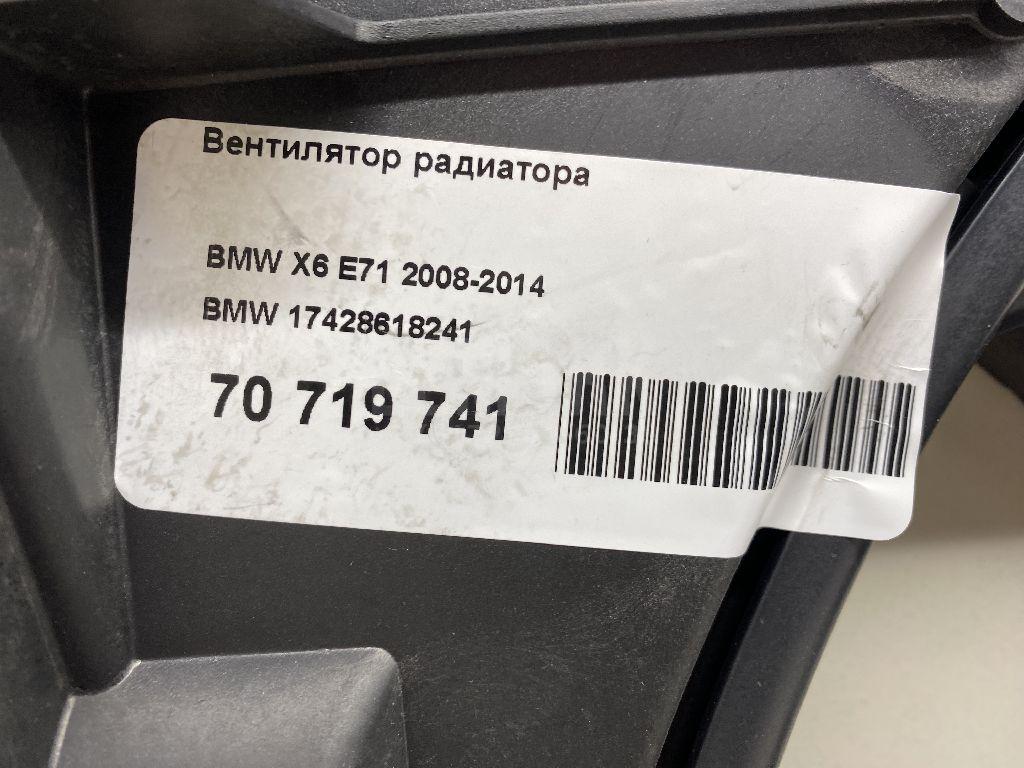 Вентилятор радиатора
BMW X6 E71 2008-2014
BMW 17428618241
70 719 741